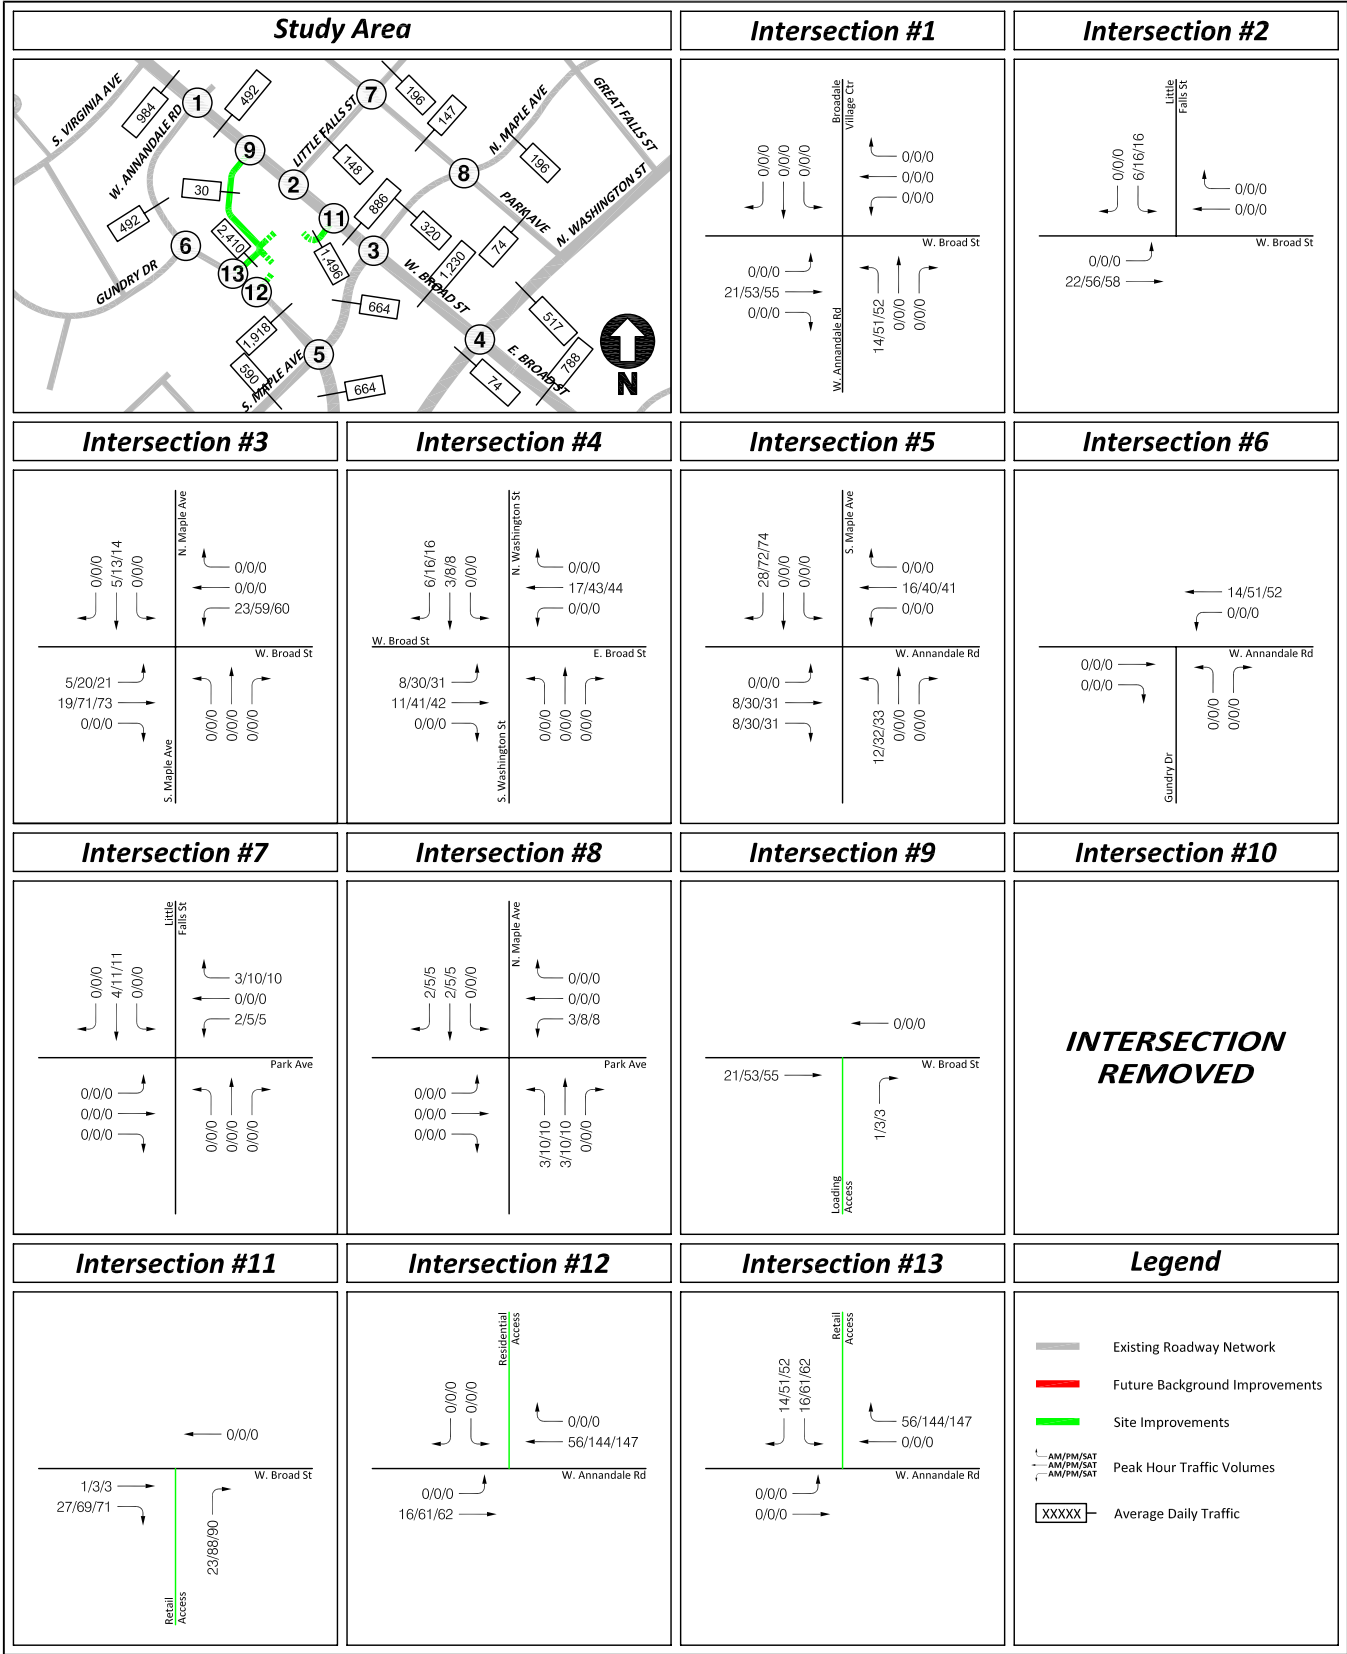 Study Area
Intersection #1
Intersection #2
S. VIRGINIA AVE
W. ANNANDALE RD
LITTLE FALLS ST
N. MAPLE AVE
GREAT FALLS ST
N. WASHINGTON ST
PARK AVE
W. BROAD ST
E. BROAD ST
GUNDRY DR
S. MAPLE AVE
984
492
196
147
148
196
30
886
320
74
492
2,410
1,496
1,230
664
517
1,918
590
664
74
788
1
7
9
2
8
11
3
6
13
12
5
4
N
Broadale
Village Ctr
0/0/0
0/0/0
0/0/0
0/0/0
0/0/0
0/0/0
W. Broad St
0/0/0
21/53/55
0/0/0
14/51/52
0/0/0
0/0/0
W. Annandale Rd
Little
Falls St
0/0/0
6/16/16
0/0/0
0/0/0
W. Broad St
0/0/0
22/56/58
Intersection #3
Intersection #4
Intersection #5
Intersection #6
N. Maple Ave
0/0/0
5/13/14
0/0/0
0/0/0
0/0/0
23/59/60
W. Broad St
5/20/21
19/71/73
0/0/0
0/0/0
0/0/0
0/0/0
S. Maple Ave
N. Washington St
6/16/16
3/8/8
0/0/0
0/0/0
17/43/44
0/0/0
W. Broad St
E. Broad St
8/30/31
11/41/42
0/0/0
0/0/0
0/0/0
0/0/0
S. Washington St
S. Maple Ave
28/72/74
0/0/0
0/0/0
0/0/0
16/40/41
0/0/0
W. Annandale Rd
0/0/0
8/30/31
8/30/31
12/32/33
0/0/0
0/0/0
14/51/52
0/0/0
W. Annandale Rd
0/0/0
0/0/0
0/0/0
0/0/0
Gundry Dr
Intersection #7
Intersection #8
Intersection #9
Intersection #10
Little
Falls St
0/0/0
4/11/11
0/0/0
3/10/10
0/0/0
2/5/5
Park Ave
0/0/0
0/0/0
0/0/0
0/0/0
0/0/0
0/0/0
N. Maple Ave
2/5/5
2/5/5
0/0/0
0/0/0
0/0/0
3/8/8
Park Ave
0/0/0
0/0/0
0/0/0
3/10/10
3/10/10
0/0/0
0/0/0
W. Broad St
21/53/55
1/3/3
Loading
Access
INTERSECTION
REMOVED
Intersection #11
Intersection #12
Intersection #13
Legend
0/0/0
W. Broad St
1/3/3
27/69/71
23/88/90
Retail
Access
Residential
Access
0/0/0
0/0/0
0/0/0
56/144/147
W. Annandale Rd
0/0/0
16/61/62
Retail
Access
14/51/52
16/61/62
56/144/147
0/0/0
W. Annandale Rd
0/0/0
0/0/0
Existing Roadway Network
Future Background Improvements
Site Improvements
AM/PM/SAT
AM/PM/SAT
AM/PM/SAT
Peak Hour Traffic Volumes
XXXXX
Average Daily Traffic